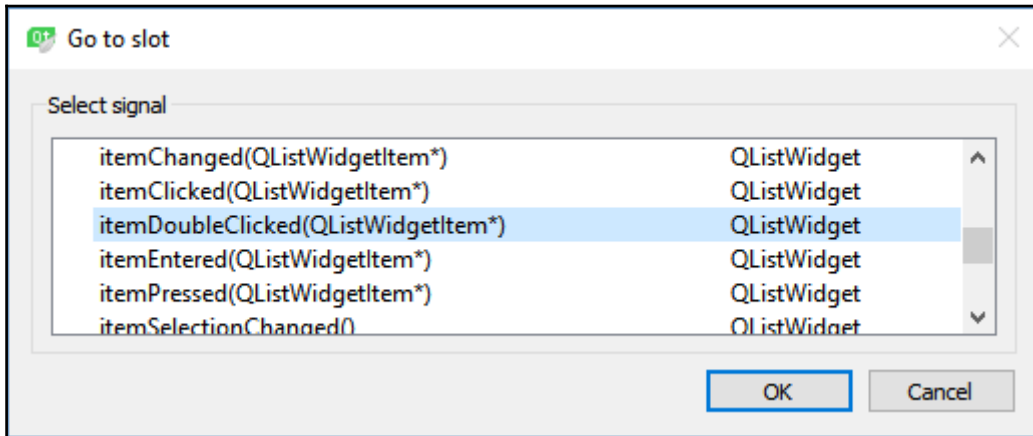 Qt Go to slot
Select signal
itemChanged(QListWidgetItem*) QListWidget
itemClicked(QListWidgetItem*) QListWidget
itemDoubleClicked(QListWidgetItem*) QListWidget
itemEntered(QListWidgetItem*) QListWidget
itemPressed(QListWidgetItem*) QListWidget
itemSelectionChanged() QListWidget
OK Cancel